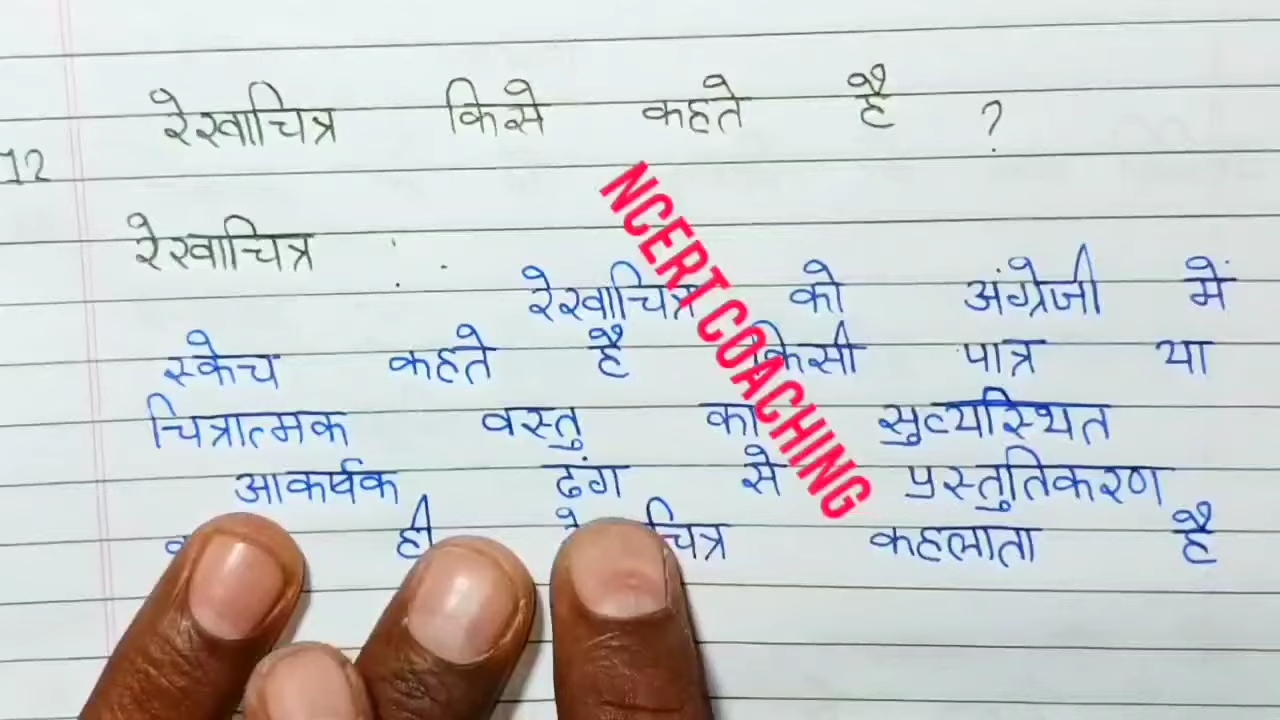 रेखाचित्र किसे कहते है ?
12
रेखाचित्र :
रेखाचित्र को अंग्रेजी में
स्केच कहते है किसी पात्र या
चित्रात्मक वस्तु का सुव्यस्थित
आकर्षक ढंग से प्रस्तुतिकरण
ही कहलाता है
NCERT COACHING